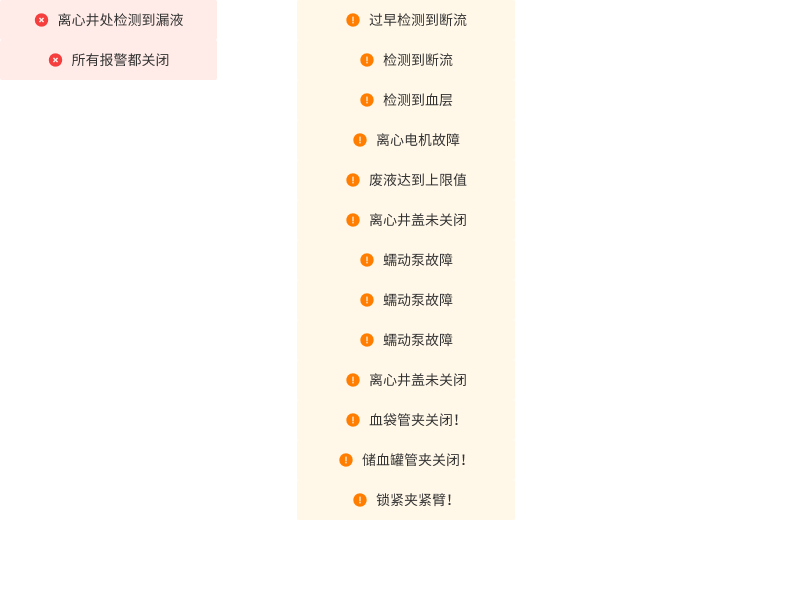 离心井处检测到漏液
所有报警都关闭
过早检测到断流
检测到断流
检测到血层
离心电机故障
废液达到上限值
离心井盖未关闭
蠕动泵故障
蠕动泵故障
蠕动泵故障
离心井盖未关闭
血袋管夹关闭！
储血罐管夹关闭！
锁紧夹紧臂！